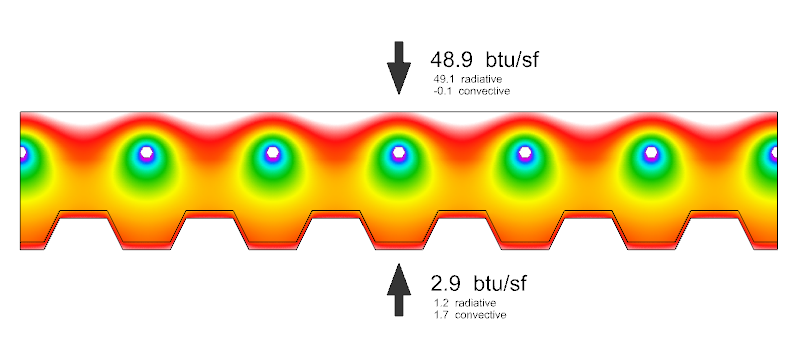 48.9 btu/sf
49.1 radiative
-0.1 convective
2.9 btu/sf
1.2 radiative
1.7 convective